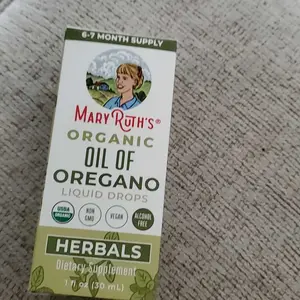 6-7 MONTH SUPPLY
MARY RUTH'S®
ORGANIC
OIL OF
OREGANO
LIQUID DROPS
USDA ORGANIC
NON GMO
VEGAN
ALCOHOL FREE
HERBALS
Dietary Supplement
1 fl oz (30 mL)